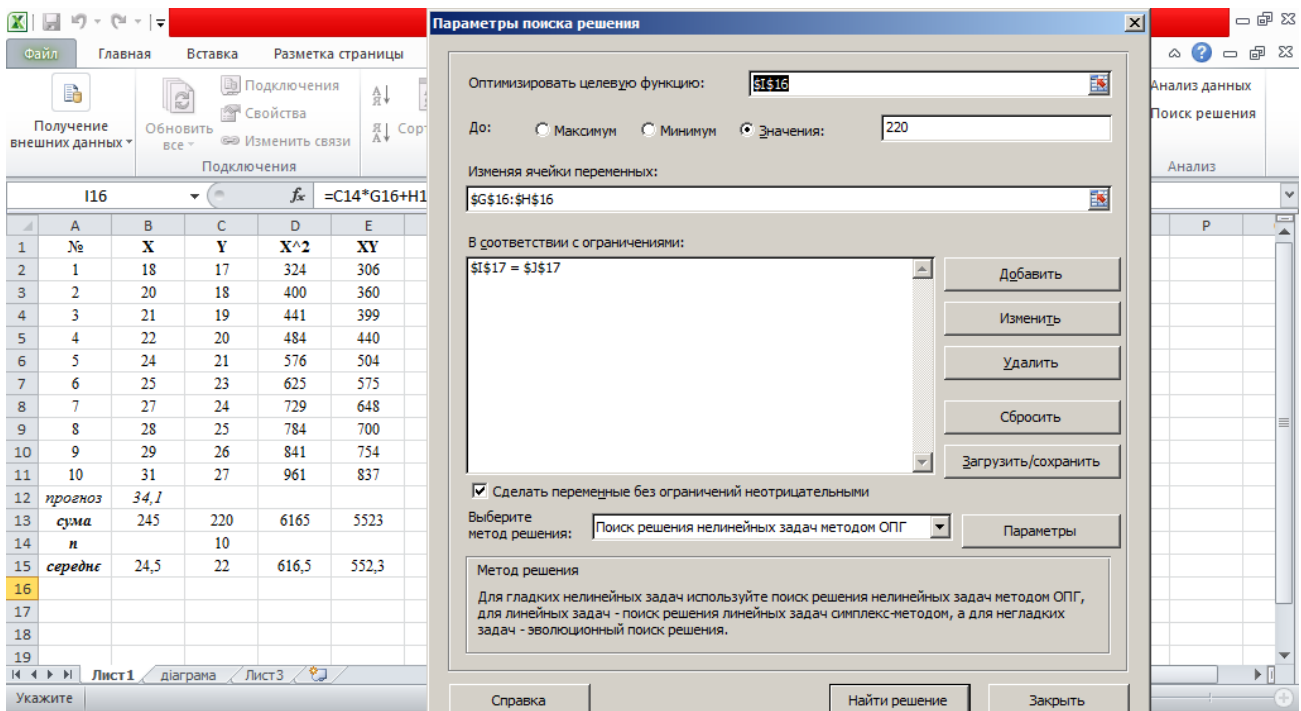 Параметры поиска решения
Файл Главная Вставка Разметка страницы
Получение внешних данных
Обновить все
Подключения
Свойства
Изменить связи
Подключения
Анализ данных
Поиск решения
Анализ
I16 fx =C14*G16+H1
A B C D E P
1 № X Y X^2 XY
2 1 18 17 324 306
3 2 20 18 400 360
4 3 21 19 441 399
5 4 22 20 484 440
6 5 24 21 576 504
7 6 25 23 625 575
8 7 27 24 729 648
9 8 28 25 784 700
10 9 29 26 841 754
11 10 31 27 961 837
12 прогноз 34,1
13 сума 245 220 6165 5523
14 n 10
15 середнє 24,5 22 616,5 552,3
16
17
18
19
Лист1 діаграма Лист3
Укажите
Оптимизировать целевую функцию: $I$16
До: Максимум Минимум Значения: 220
Изменяя ячейки переменных:
$G$16:$H$16
В соответствии с ограничениями:
$I$17 = $J$17
Добавить
Изменить
Удалить
Сбросить
Загрузить/сохранить
Сделать переменные без ограничений неотрицательными
Выберите
метод решения: Поиск решения нелинейных задач методом ОПГ Параметры
Метод решения
Для гладких нелинейных задач используйте поиск решения нелинейных задач методом ОПГ,
для линейных задач - поиск решения линейных задач симплекс-методом, а для негладких
задач - эволюционный поиск решения.
Справка Найти решение Закрыть